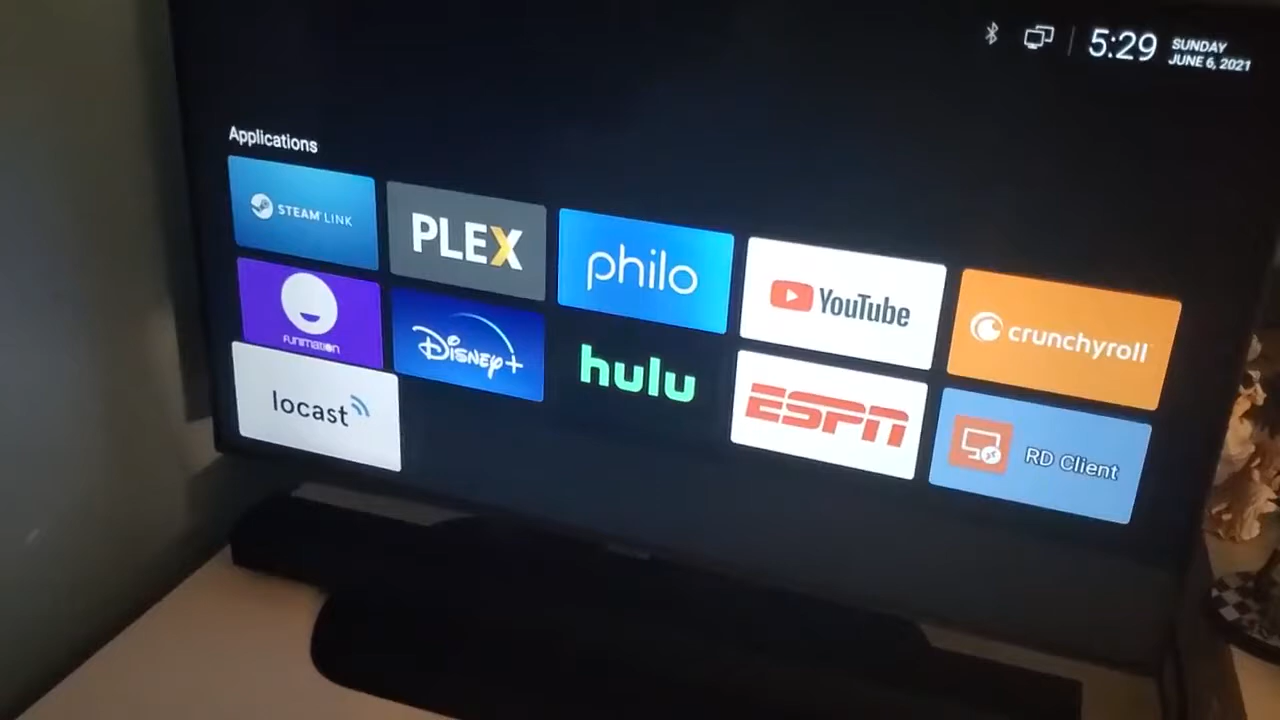 5:29
SUNDAY
JUNE 6, 2021
Applications
STEAM LINK
PLEX
philo
YouTube
crunchyroll
FUNIMATION
Disney+
hulu
ESPN
RD Client
locast